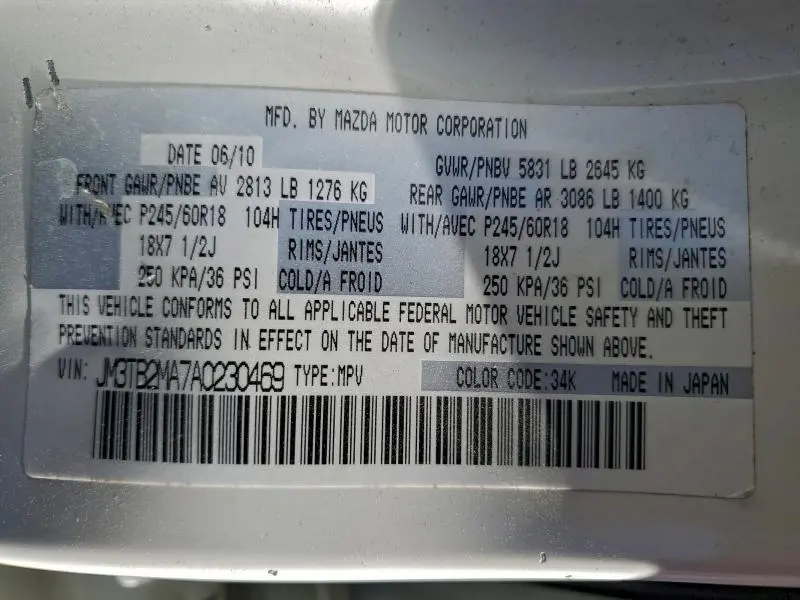 MFD. BY MAZDA MOTOR CORPORATION
DATE 06/10 GVWR/PNBV 5831 LB 2645 KG
FRONT GAWR/PNBE AV 2813 LB 1276 KG REAR GAWR/PNBE AR 3086 LB 1400 KG
WITH/AVEC P245/60R18 104H TIRES/PNEUS WITH/AVEC P245/60R18 104H TIRES/PNEUS
18X7 1/2J RIMS/JANTES 18X7 1/2J RIMS/JANTES
250 KPA/36 PSI COLD/A FROID 250 KPA/36 PSI COLD/A FROID
THIS VEHICLE CONFORMS TO ALL APPLICABLE FEDERAL MOTOR VEHICLE SAFETY AND THEFT
PREVENTION STANDARDS IN EFFECT ON THE DATE OF MANUFACTURE SHOWN ABOVE.
VIN: JM3TB2MA7A0230469 TYPE:MPV COLOR CODE:34K MADE IN JAPAN